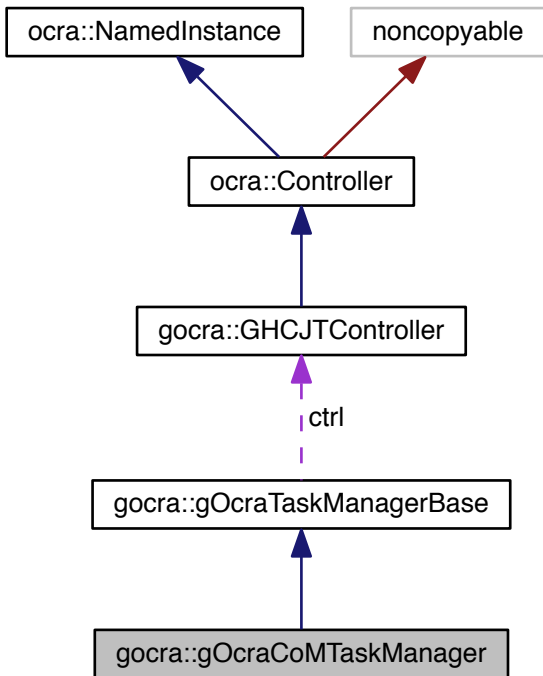 ocra::NamedInstance
noncopyable
ocra::Controller
gocra::GHCJTController
ctrl
gocra::gOcraTaskManagerBase
gocra::gOcraCoMTaskManager